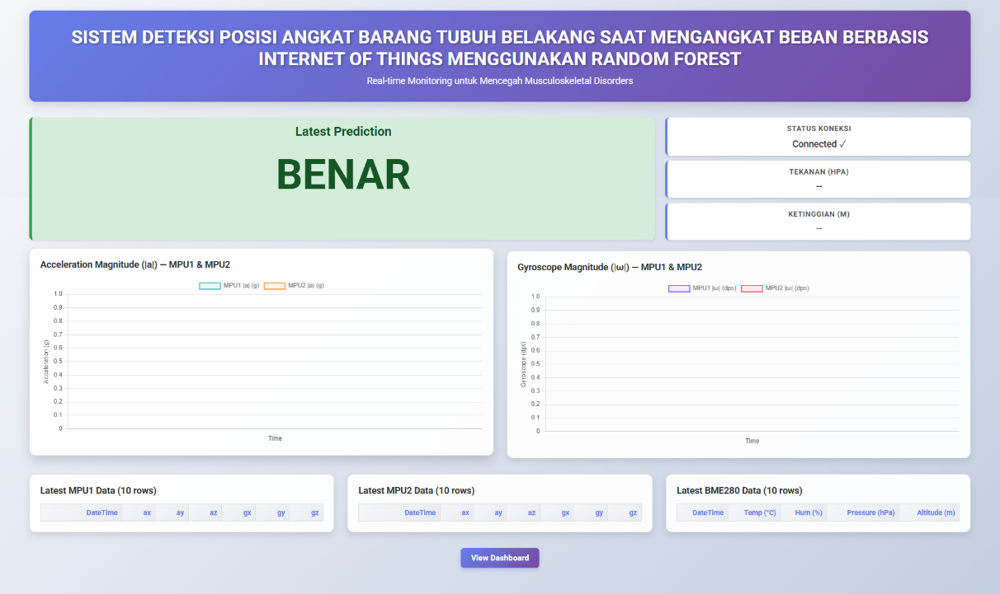 SISTEM DETEKSI POSISI ANGKAT BARANG TUBUH BELAKANG SAAT MENGANGKAT BEBAN BERBASIS
INTERNET OF THINGS MENGGUNAKAN RANDOM FOREST
Real-time Monitoring untuk Mencegah Musculoskeletal Disorders
Latest Prediction
BENAR
STATUS KONEKSI
Connected ✓
TEKANAN (HPA)
--
KETINGGIAN (M)
--
Acceleration Magnitude (|a|) — MPU1 & MPU2
MPU1 |a| (g) MPU2 |a| (g)
1.0
0.9
0.8
0.7
0.6
0.5
0.4
0.3
0.2
0.1
0
Acceleration (g)
Time
Gyroscope Magnitude (|ω|) — MPU1 & MPU2
MPU1 |ω| (dps) MPU2 |ω| (dps)
1.0
0.9
0.8
0.7
0.6
0.5
0.4
0.3
0.2
0.1
0
Gyroscope (dps)
Time
Latest MPU1 Data (10 rows)
DateTime ax ay az gx gy gz
Latest MPU2 Data (10 rows)
DateTime ax ay az gx gy gz
Latest BME280 Data (10 rows)
DateTime Temp (°C) Hum (%) Pressure (hPa) Altitude (m)
View Dashboard